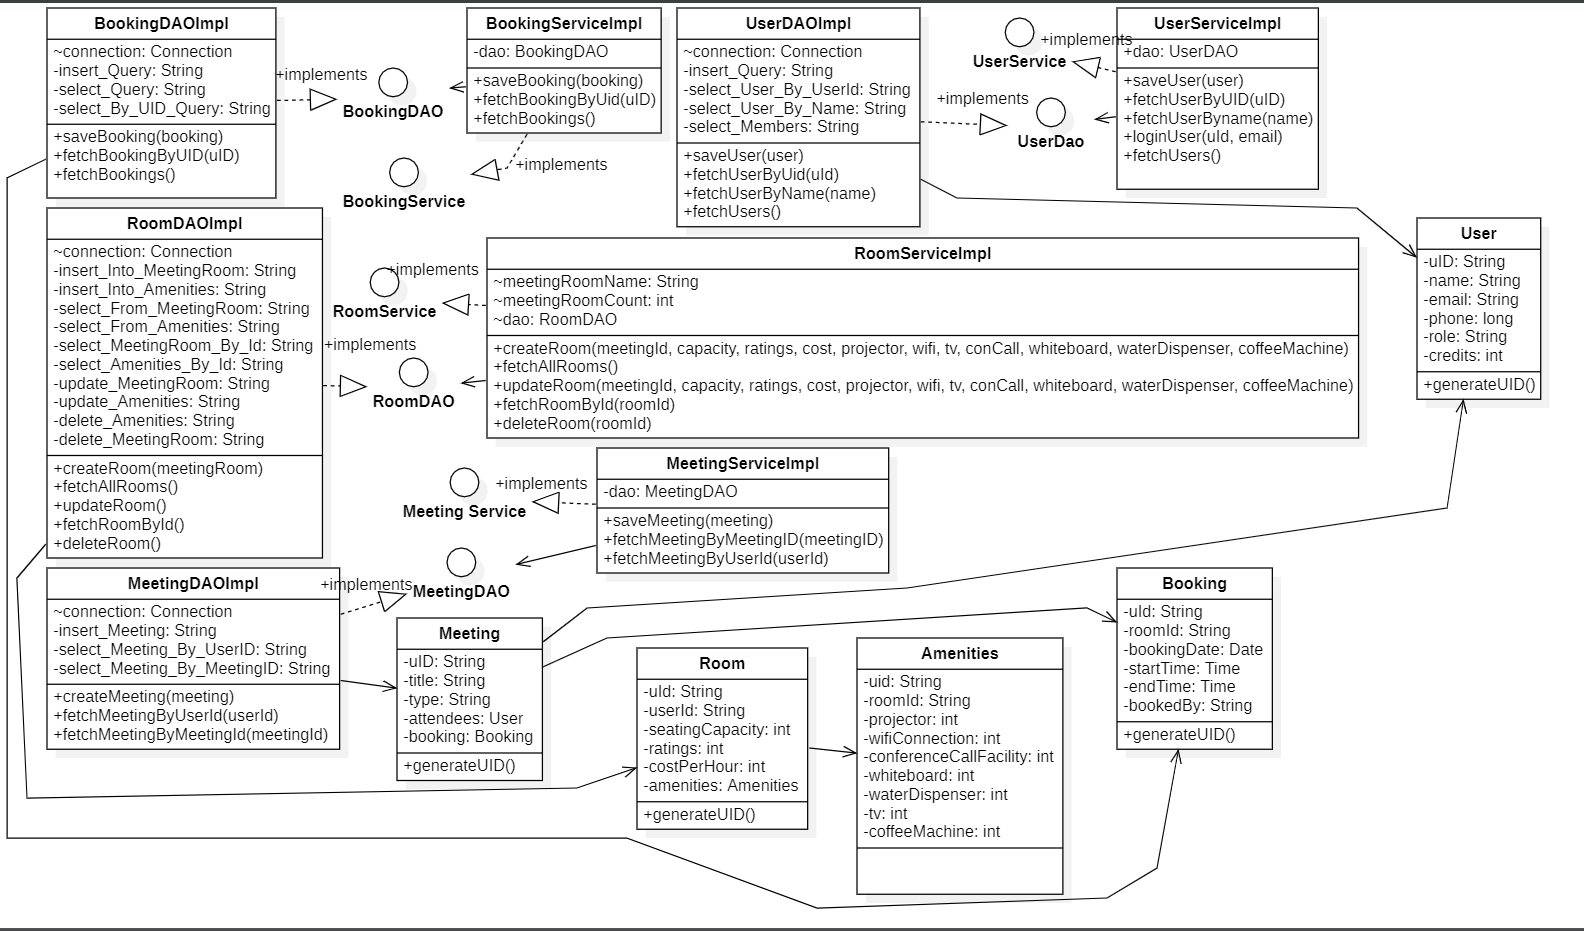 BookingDAOImpl
~connection: Connection
-insert_Query: String
-select_Query: String
-select_By_UID_Query: String
+saveBooking(booking)
+fetchBookingByUID(uID)
+fetchBookings()
+implements
BookingDAO
BookingServiceImpl
-dao: BookingDAO
+saveBooking(booking)
+fetchBookingByUid(uID)
+fetchBookings()
+implements
BookingService
UserDAOImpl
~connection: Connection
-insert_Query: String
-select_User_By_UserId: String
-select_User_By_Name: String
-select_Members: String
+saveUser(user)
+fetchUserByUid(uId)
+fetchUserByName(name)
+fetchUsers()
+implements
UserService
+implements
UserDao
UserServiceImpl
+dao: UserDAO
+saveUser(user)
+fetchUserByUID(uID)
+fetchUserByname(name)
+loginUser(uId, email)
+fetchUsers()
RoomDAOImpl
~connection: Connection
-insert_Into_MeetingRoom: String
-insert_Into_Amenities: String
-select_From_MeetingRoom: String
-select_From_Amenities: String
-select_MeetingRoom_By_Id: String
-select_Amenities_By_Id: String
-update_MeetingRoom: String
-update_Amenities: String
-delete_Amenities: String
-delete_MeetingRoom: String
+createRoom(meetingRoom)
+fetchAllRooms()
+updateRoom()
+fetchRoomById()
+deleteRoom()
+implements
RoomService
+implements
RoomDAO
RoomServiceImpl
~meetingRoomName: String
~meetingRoomCount: int
~dao: RoomDAO
+createRoom(meetingId, capacity, ratings, cost, projector, wifi, tv, conCall, whiteboard, waterDispenser, coffeeMachine)
+fetchAllRooms()
+updateRoom(meetingId, capacity, ratings, cost, projector, wifi, tv, conCall, whiteboard, waterDispenser, coffeeMachine)
+fetchRoomById(roomId)
+deleteRoom(roomId)
User
-uID: String
-name: String
-email: String
-phone: long
-role: String
-credits: int
+generateUID()
+implements
Meeting Service
MeetingServiceImpl
-dao: MeetingDAO
+saveMeeting(meeting)
+fetchMeetingByMeetingID(meetingID)
+fetchMeetingByUserId(userId)
MeetingDAOImpl
~connection: Connection
-insert_Meeting: String
-select_Meeting_By_UserID: String
-select_Meeting_By_MeetingID: String
+createMeeting(meeting)
+fetchMeetingByUserId(userId)
+fetchMeetingByMeetingId(meetingId)
+implements
MeetingDAO
Meeting
-uID: String
-title: String
-type: String
-attendees: User
-booking: Booking
+generateUID()
Room
-uId: String
-userId: String
-seatingCapacity: int
-ratings: int
-costPerHour: int
-amenities: Amenities
+generateUID()
Amenities
-uid: String
-roomId: String
-projector: int
-wifiConnection: int
-conferenceCallFacility: int
-whiteboard: int
-waterDispenser: int
-tv: int
-coffeeMachine: int
Booking
-uId: String
-roomId: String
-bookingDate: Date
-startTime: Time
-endTime: Time
-bookedBy: String
+generateUID()